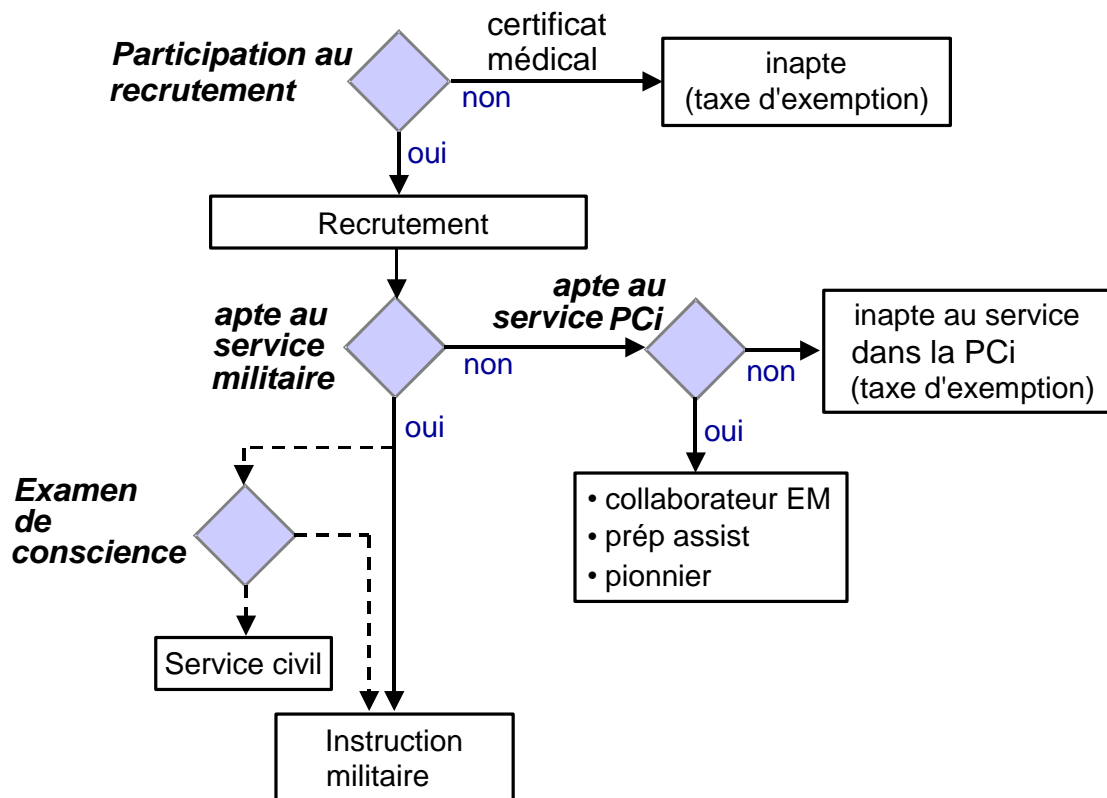 Participation au
recrutement
certificat
médical
non
inapte
(taxe d'exemption)
oui
Recrutement
apte au
service
militaire
non
apte au
service PCi
non
inapte au service
dans la PCi
(taxe d'exemption)
oui
oui
• collaborateur EM
• prép assist
• pionnier
Examen
de
conscience
Service civil
Instruction
militaire